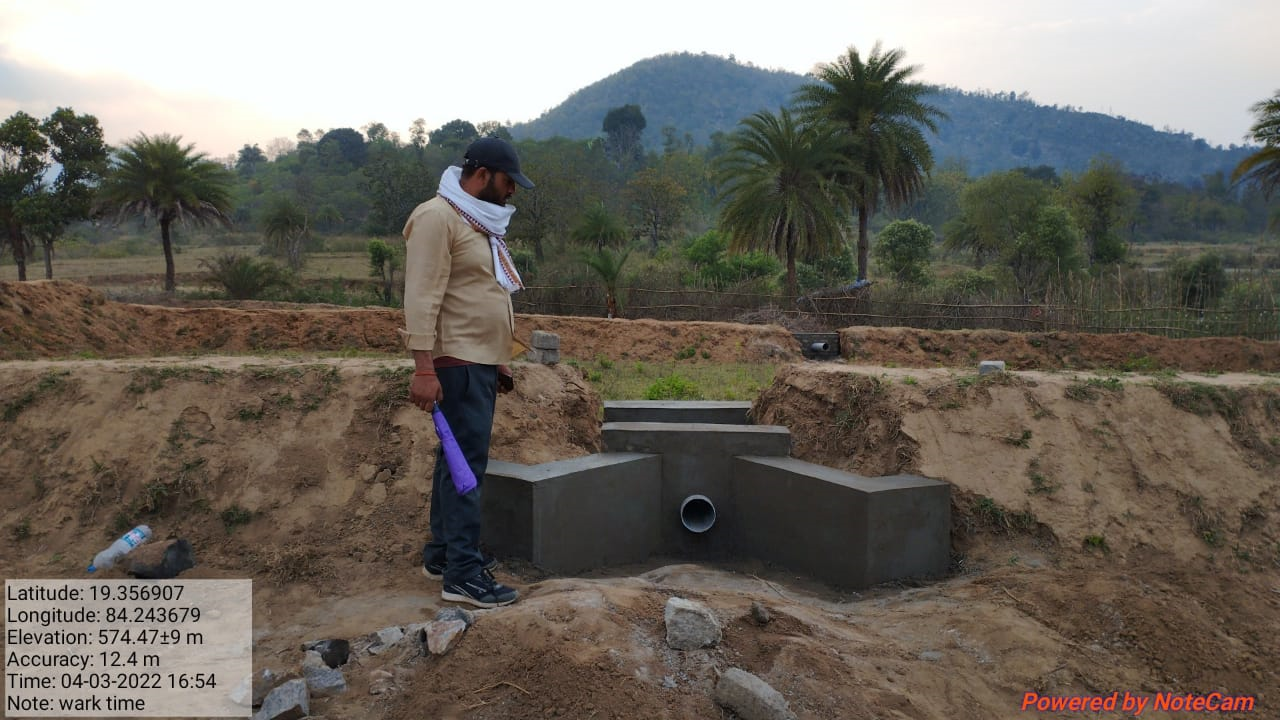 Latitude: 19.356907
Longitude: 84.243679
Elevation: 574.47±9 m
Accuracy: 12.4 m
Time: 04-03-2022 16:54
Note: wark time
Powered by NoteCam